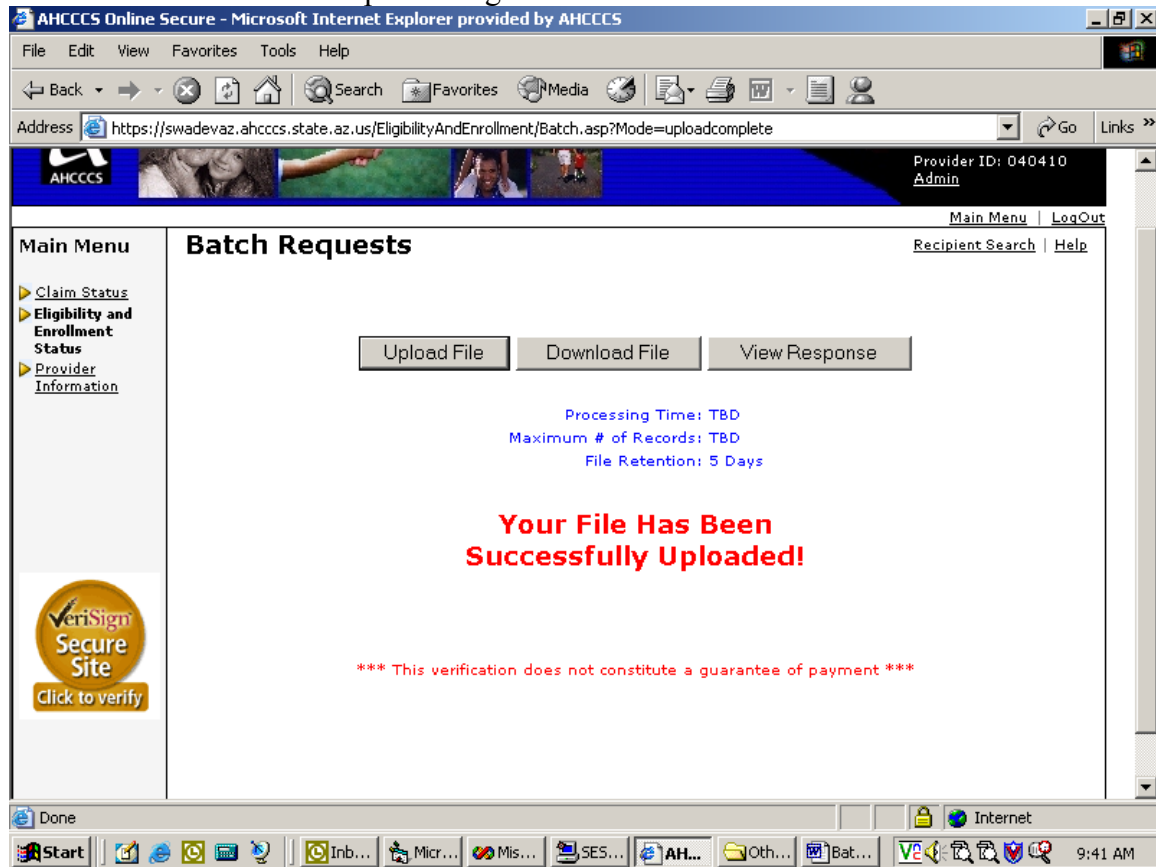 AHCCCS Online Secure - Microsoft Internet Explorer provided by AHCCCS
File Edit View Favorites Tools Help
Back Search Favorites Media
Address https://swadevaz.ahcccs.state.az.us/EligibilityAndEnrollment/Batch.asp?Mode=uploadcomplete Go Links »
AHCCCS
Provider ID: 040410
Admin
Main Menu | LogOut
Main Menu
Batch Requests
Recipient Search | Help
Claim Status
Eligibility and
Enrollment
Status
Provider
Information
Upload File Download File View Response
Processing Time: TBD
Maximum # of Records: TBD
File Retention: 5 Days
Your File Has Been
Successfully Uploaded!
VeriSign
Secure
Site
Click to verify
*** This verification does not constitute a guarantee of payment ***
Done Internet
Start Inb... Micr... Mis... SES... AH... Oth... Bat... 9:41 AM